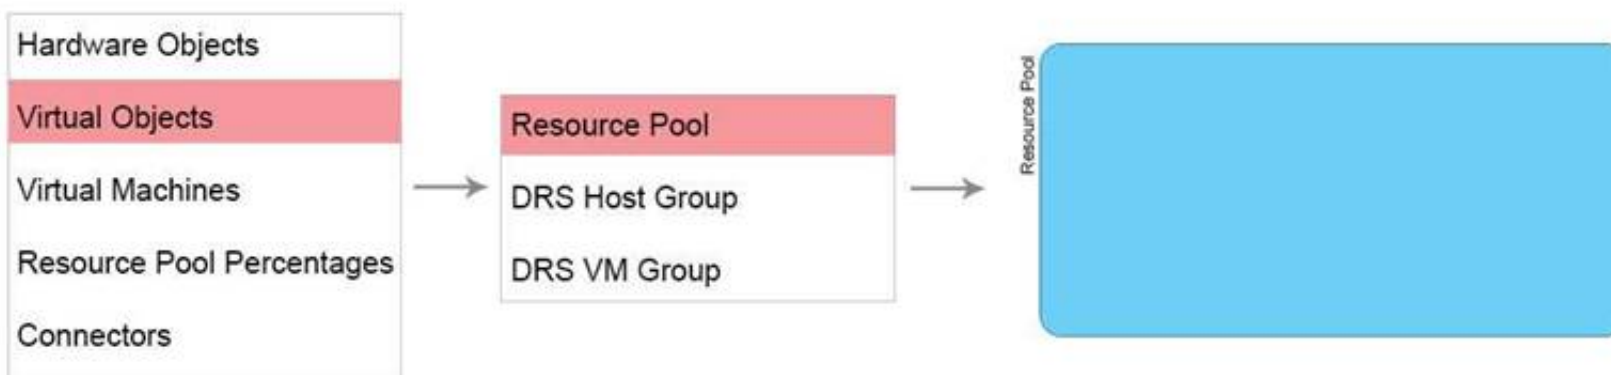 Hardware Objects
Virtual Objects
Virtual Machines
Resource Pool Percentages
Connectors
Resource Pool
DRS Host Group
DRS VM Group
Resource Pool